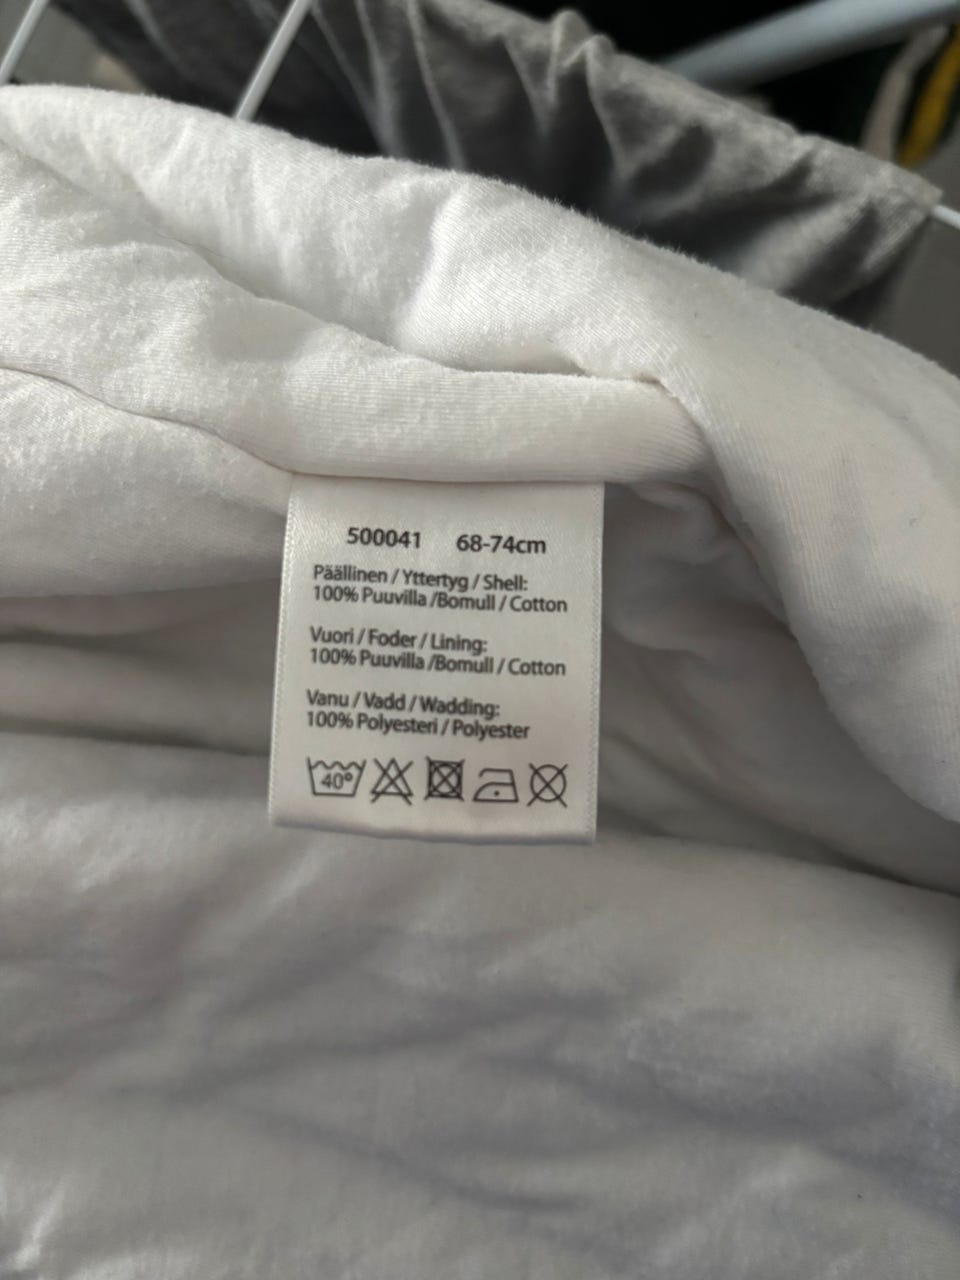 500041 68-74cm
Päällinen / Yttertyg / Shell:
100% Puuvilla /Bomull / Cotton
Vuori / Foder / Lining:
100% Puuvilla /Bomull / Cotton
Vanu / Vadd / Wadding:
100% Polyesteri / Polyester
40°